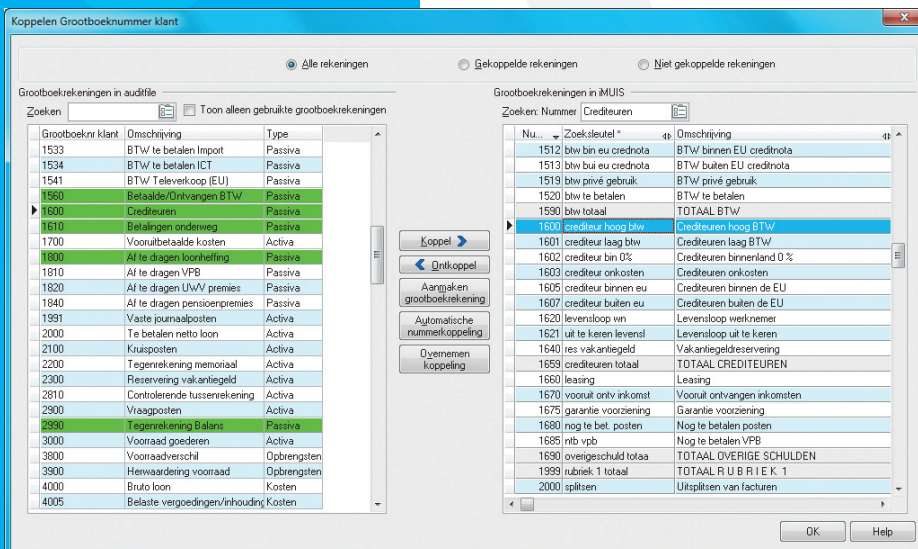 Koppelen Grootboeknummer klant
Alle rekeningen Gekoppelde rekeningen Niet gekoppelde rekeningen
Grootboekrekeningen in auditfile
Zoeken Toon alleen gebruikte grootboekrekeningen
Grootboeknr klant Omschrijving Type
1533 BTW te betalen Import Passiva
1534 BTW te betalen ICT Passiva
1541 BTW Televerkoop (EU) Passiva
1560 Betaalde/Ontvangen BTW Passiva
1600 Crediteuren Passiva
1610 Betalingen onderweg Passiva
1700 Vooruitbetaalde kosten Activa
1800 Af te dragen loonheffing Passiva
1810 Af te dragen VPB Passiva
1820 Af te dragen UWV premies Passiva
1840 Af te dragen pensioenpremies Passiva
1991 Vaste journaalposten Activa
2000 Te betalen netto loon Activa
2100 Kruisposten Activa
2200 Tegenrekening memoriaal Activa
2300 Reservering vakantiegeld Activa
2810 Controlerende tussenrekening Activa
2900 Vraagposten Activa
2990 Tegenrekening Balans Passiva
3000 Voorraad goederen Activa
3800 Voorraadverschil Opbrengsten
3900 Herwaardering voorraad Opbrengsten
4000 Bruto loon Kosten
4005 Belaste vergoedingen/inhouding Kosten
Koppel
Ontkoppel
Aanmaken
grootboekrekening
Automatische
nummerkoppeling
Overnemen
koppeling
Grootboekrekeningen in iMUIS
Zoeken: Nummer Crediteuren
Nu... Zoeksleutel * Omschrijving
1512 btw bin eu crednota BTW binnen EU creditnota
1513 btw bui eu crednota BTW buiten EU creditnota
1519 btw privé gebruik BTW privé gebruik
1520 btw te betalen BTW te betalen
1590 btw totaal TOTAAL BTW
1600 crediteur hoog btw Crediteuren hoog BTW
1601 crediteur laag btw Crediteuren laag BTW
1602 crediteur bin 0% Crediteuren binnenland 0 %
1603 crediteur onkosten Crediteuren onkosten
1605 crediteur binnen eu Crediteuren binnen de EU
1607 crediteur buiten eu Crediteuren buiten de EU
1620 levensloop wn Levensloop werknemer
1621 uit te keren levensl Levensloop uit te keren
1640 res vakantiegeld Vakantiegeldreservering
1659 crediteuren totaal TOTAAL CREDITEUREN
1660 leasing Leasing
1670 vooruit ontv inkomst Vooruit ontvangen inkomsten
1675 garantie voorziening Garantie voorziening
1680 nog te bet. posten Nog te betalen posten
1685 ntb vpb Nog te betalen VPB
1690 overigeschuld totaa TOTAAL OVERIGE SCHULDEN
1999 rubriek 1 totaal TOTAAL R U B R I E K 1
2000 splitsen Uitsplitsen van facturen
OK Help